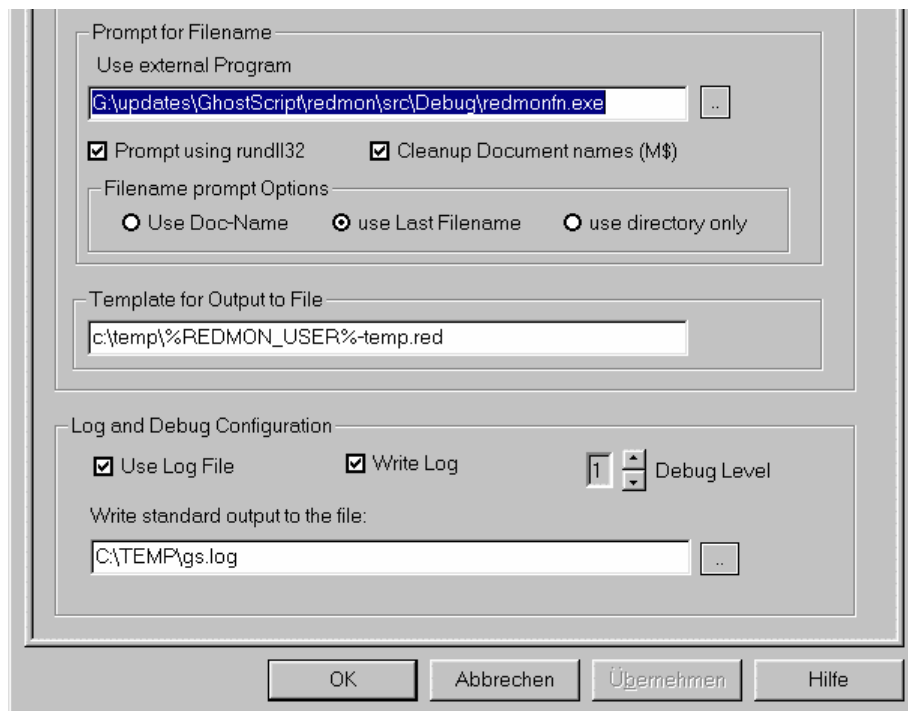 Prompt for Filename
Use external Program
G:\updates\GhostScript\redmon\src\Debug\redmonfn.exe
..
Prompt using rundll32 Cleanup Document names (M$)
Filename prompt Options
Use Doc-Name use Last Filename use directory only
Template for Output to File
c:\temp\%REDMON_USER%-temp.red
Log and Debug Configuration
Use Log File Write Log 1 Debug Level
Write standard output to the file:
C:\TEMP\gs.log
..
OK Abbrechen Übernehmen Hilfe